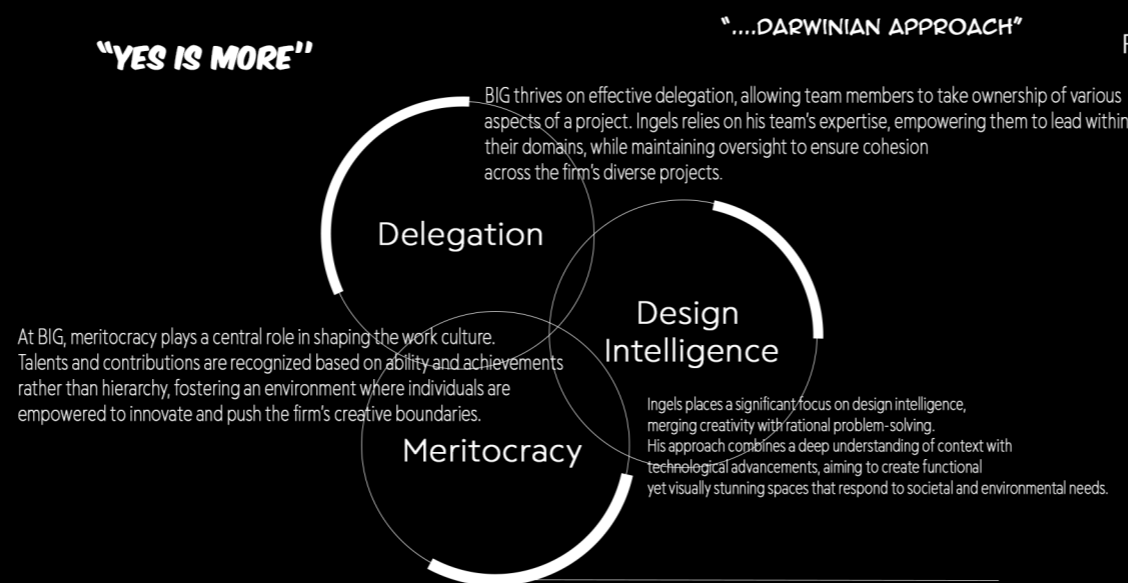 "YES IS MORE"
"....DARWINIAN APPROACH"
BIG thrives on effective delegation, allowing team members to take ownership of various
aspects of a project. Ingels relies on his team's expertise, empowering them to lead within
their domains, while maintaining oversight to ensure cohesion
across the firm's diverse projects.
Delegation
Design
Intelligence
At BIG, meritocracy plays a central role in shaping the work culture.
Talents and contributions are recognized based on ability and achievements
rather than hierarchy, fostering an environment where individuals are
empowered to innovate and push the firm's creative boundaries.
Meritocracy
Ingels places a significant focus on design intelligence,
merging creativity with rational problem-solving.
His approach combines a deep understanding of context with
technological advancements, aiming to create functional
yet visually stunning spaces that respond to societal and environmental needs.